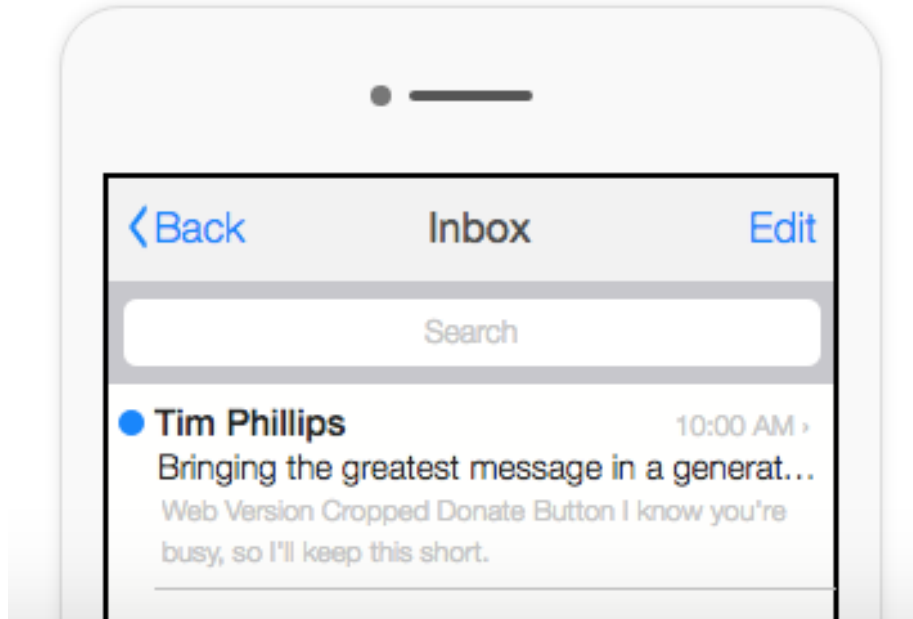 Back Inbox Edit
Search
Tim Phillips 10:00 AM ›
Bringing the greatest message in a generat...
Web Version Cropped Donate Button I know you're
busy, so I'll keep this short.